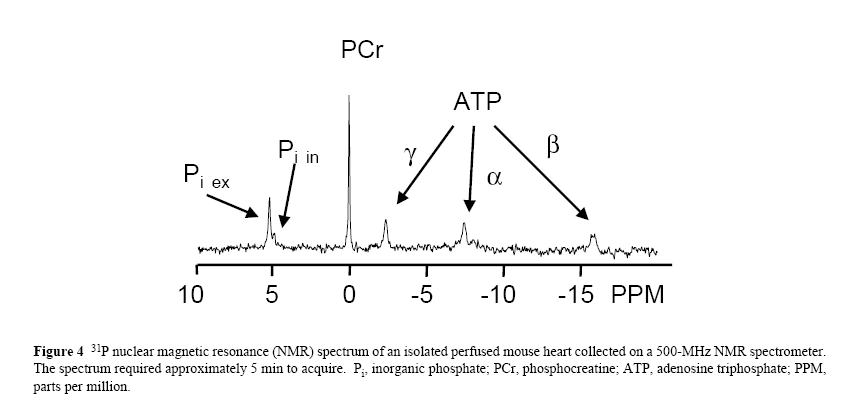 PCr
ATP
P_i in
γ
β
P_i ex
α
10 5 0 -5 -10 -15 PPM
Figure 4 ³¹P nuclear magnetic resonance (NMR) spectrum of an isolated perfused mouse heart collected on a 500-MHz NMR spectrometer.
The spectrum required approximately 5 min to acquire. Pᵢ, inorganic phosphate; PCr, phosphocreatine; ATP, adenosine triphosphate; PPM,
parts per million.